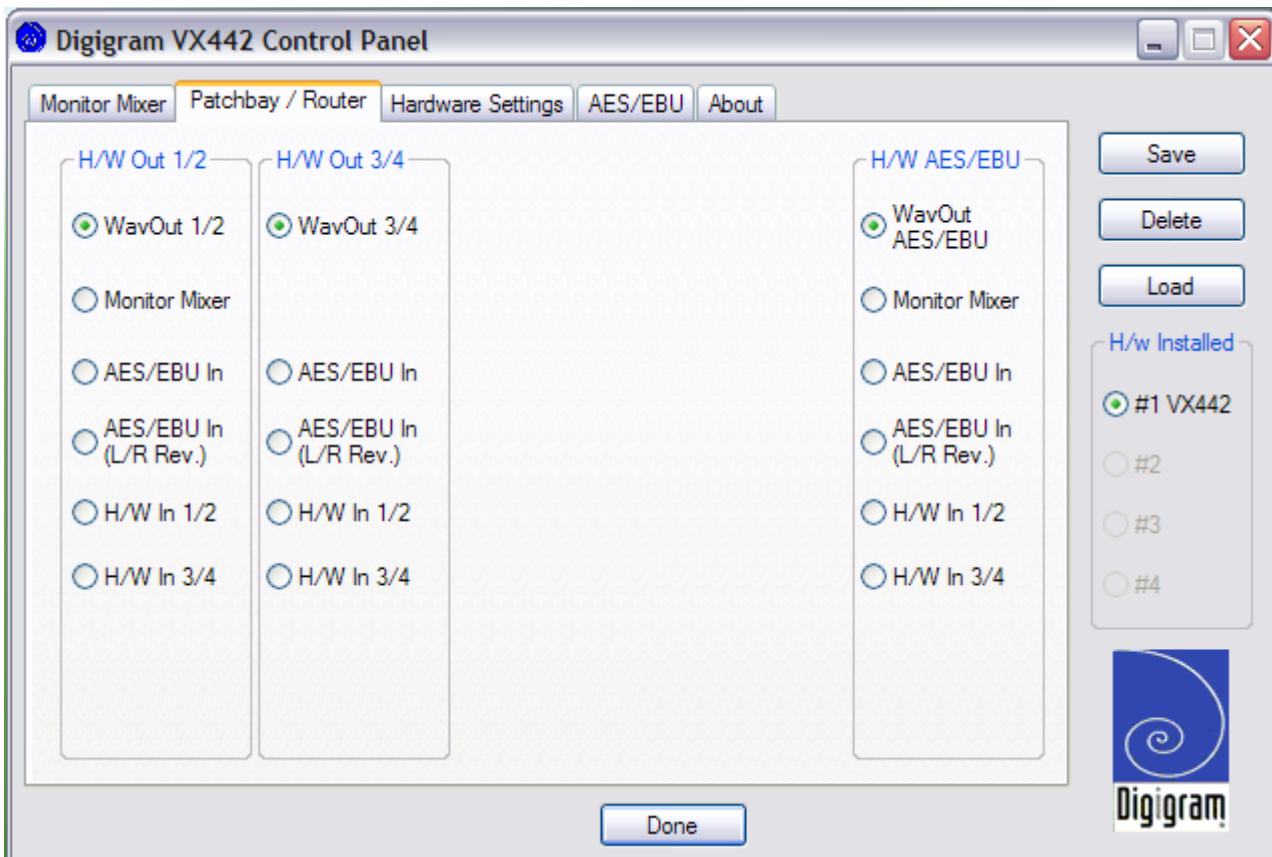 Digigram VX442 Control Panel
Monitor Mixer
Patchbay / Router
Hardware Settings
AES/EBU
About
H/W Out 1/2
WavOut 1/2
Monitor Mixer
AES/EBU In
AES/EBU In
(L/R Rev.)
H/W In 1/2
H/W In 3/4
H/W Out 3/4
WavOut 3/4
AES/EBU In
AES/EBU In
(L/R Rev.)
H/W In 1/2
H/W In 3/4
H/W AES/EBU
WavOut
AES/EBU
Monitor Mixer
AES/EBU In
AES/EBU In
(L/R Rev.)
H/W In 1/2
H/W In 3/4
Save
Delete
Load
H/w Installed
#1 VX442
#2
#3
#4
Digigram
Done